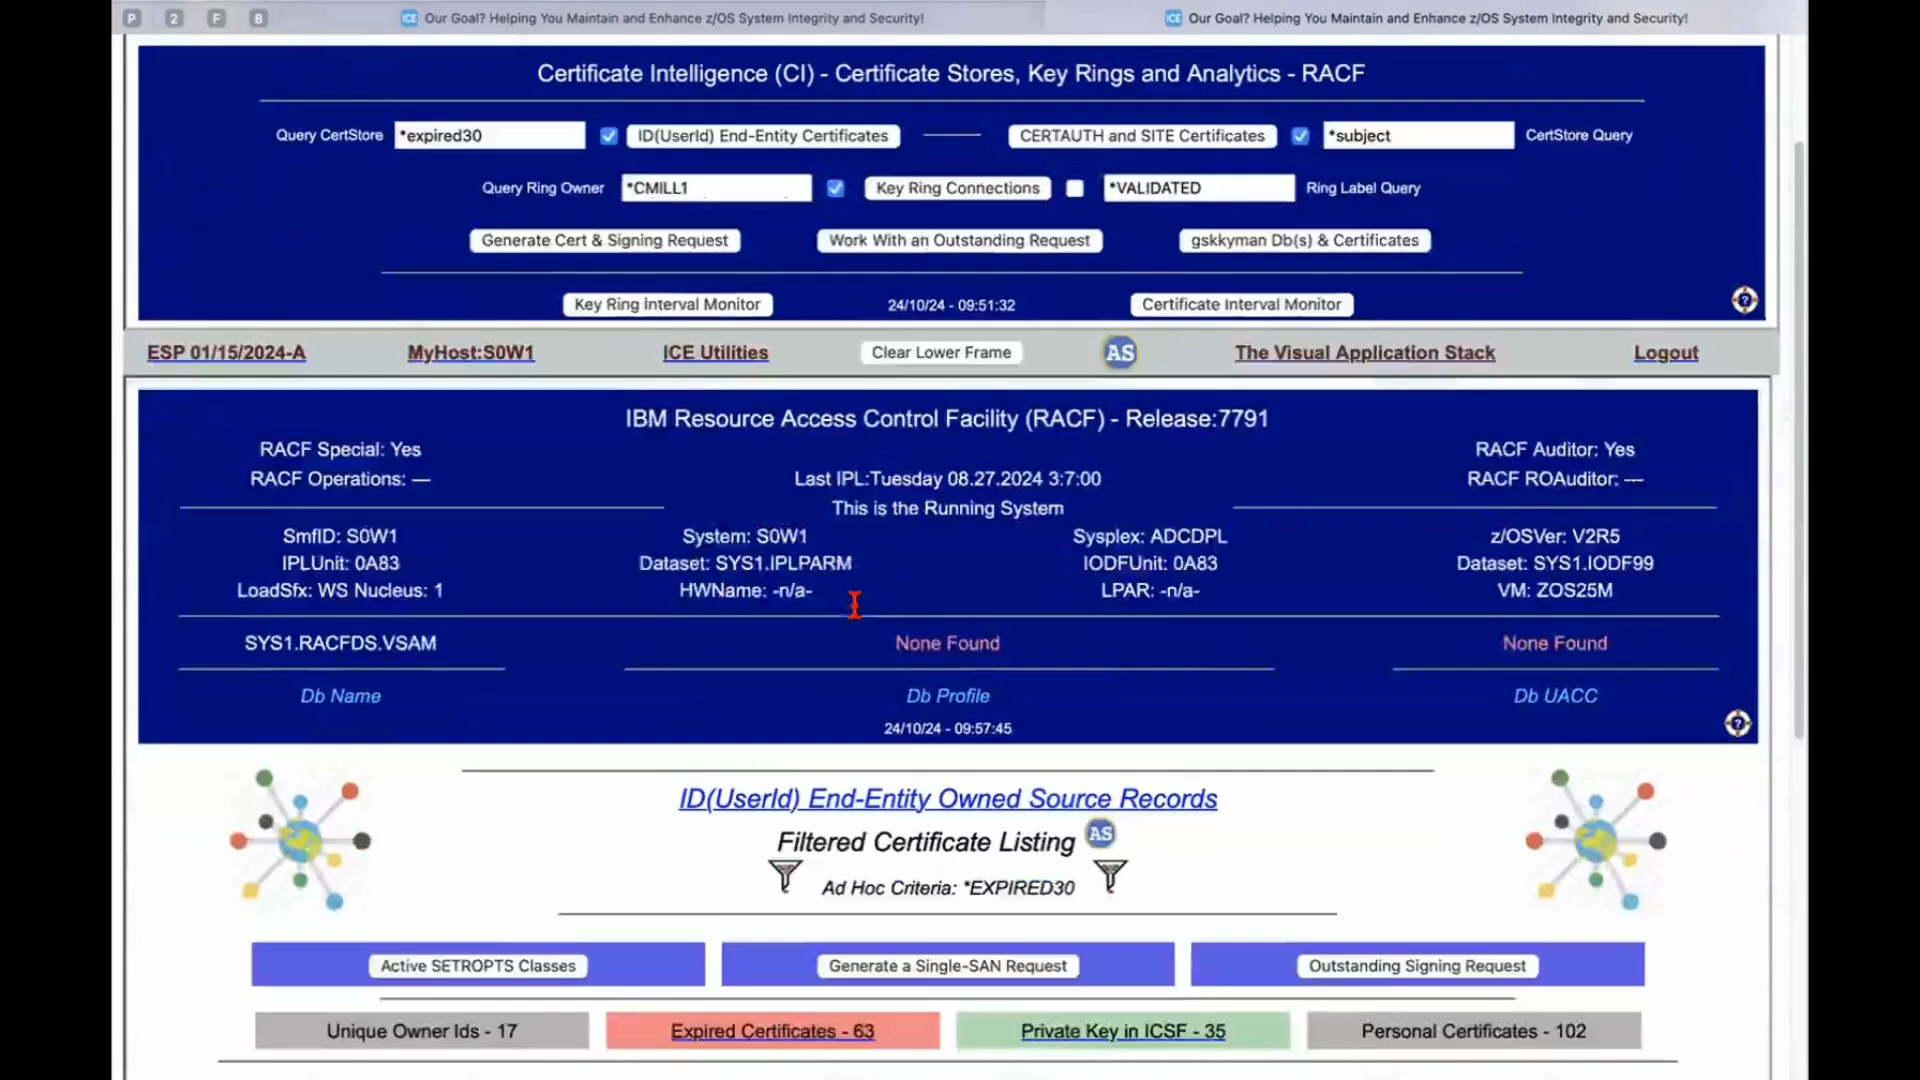 P 2 F B ICE Our Goal? Helping You Maintain and Enhance z/OS System Integrity and Security! ICE Our Goal? Helping You Maintain and Enhance z/OS System Integrity and Security!
Certificate Intelligence (CI) - Certificate Stores, Key Rings and Analytics - RACF
Query CertStore *expired30 ID(UserId) End-Entity Certificates CERTAUTH and SITE Certificates *subject CertStore Query
Query Ring Owner *CMILL1 Key Ring Connections *VALIDATED Ring Label Query
Generate Cert & Signing Request Work With an Outstanding Request gskkyman Db(s) & Certificates
Key Ring Interval Monitor 24/10/24 - 09:51:32 Certificate Interval Monitor ?
ESP 01/15/2024-A MyHost:S0W1 ICE Utilities Clear Lower Frame AS The Visual Application Stack Logout
IBM Resource Access Control Facility (RACF) - Release:7791
RACF Special: Yes RACF Auditor: Yes
RACF Operations: — Last IPL:Tuesday 08.27.2024 3:7:00 RACF ROAuditor: —
This is the Running System
SmfID: S0W1 System: S0W1 Sysplex: ADCDPL z/OSVer: V2R5
IPLUnit: 0A83 Dataset: SYS1.IPLPARM IODFUnit: 0A83 Dataset: SYS1.IODF99
LoadSfx: WS Nucleus: 1 HWName: -n/a- LPAR: -n/a- VM: ZOS25M
SYS1.RACFDS.VSAM None Found None Found
Db Name Db Profile Db UACC
24/10/24 - 09:57:45 ?
ID(UserId) End-Entity Owned Source Records
Filtered Certificate Listing AS
Ad Hoc Criteria: *EXPIRED30
Active SETROPTS Classes Generate a Single-SAN Request Outstanding Signing Request
Unique Owner Ids - 17 Expired Certificates - 63 Private Key in ICSF - 35 Personal Certificates - 102